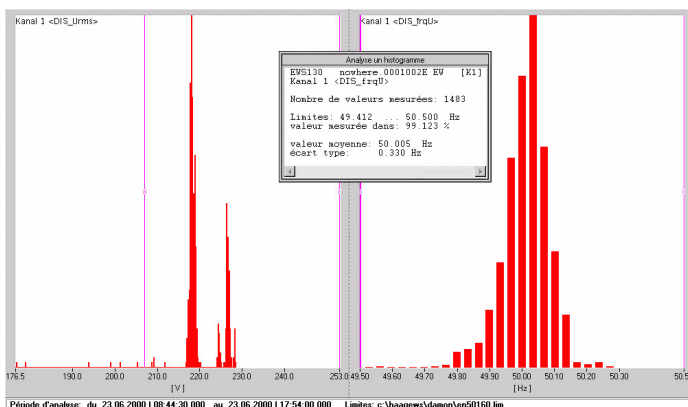 Kanal 1 <DIS_Urms>
Kanal 1 <DIS_frqU>
Analyse un histogramme
EWS130 nowhere.0001002E EW [K1]
Kanal 1 <DIS_frqU>
Nombre de valeurs mesurées: 1483
Limites: 49.412 ... 50.500 Hz
valeur mesurée dans: 99.123 %
valeur moyenne: 50.005 Hz
écart type: 0.330 Hz
176.5 190.0 200.0 210.0 220.0 230.0 240.0 253.0
[V]
49.50 49.60 49.70 49.80 49.90 50.00 50.10 50.20 50.30 50.5
[Hz]
Période d'analyse: du 23.06.2000 | 08:44:30.000 au 23.06.2000 | 17:54:00.000 Limites: c:\haagews\damon\en50160.lim